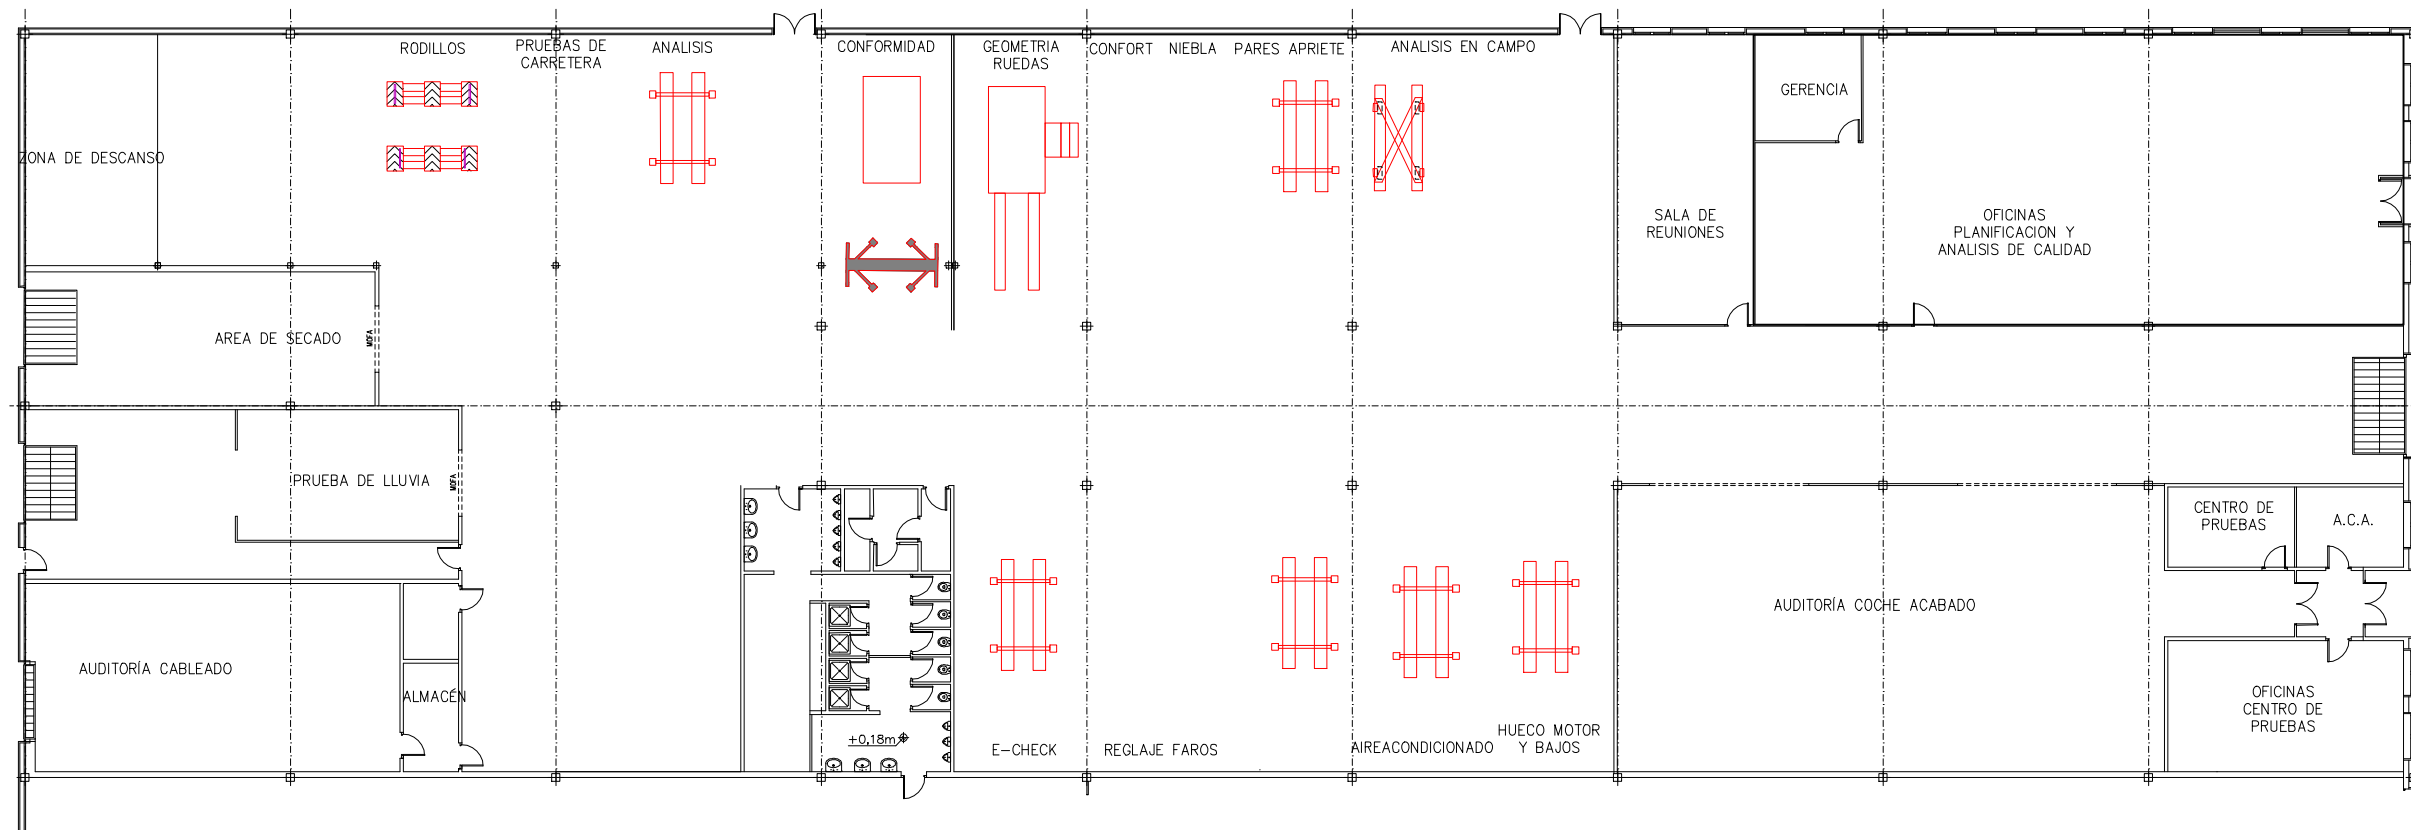 RODILLOS
PRUEBAS DE
CARRETERA
ANALISIS
CONFORMIDAD
GEOMETRIA
RUEDAS
CONFORT
NIEBLA
PARES APRIETE
ANALISIS EN CAMPO
GERENCIA
ZONA DE DESCANSO
SALA DE
REUNIONES
OFICINAS
PLANIFICACION Y
ANALISIS DE CALIDAD
AREA DE SECADO
MOFA
PRUEBA DE LLUVIA
MOFA
CENTRO DE
PRUEBAS
A.C.A.
AUDITORÍA COCHE ACABADO
AUDITORÍA CABLEADO
ALMACÉN
OFICINAS
CENTRO DE
PRUEBAS
+0,18m
E-CHECK
REGLAJE FAROS
AIREACONDICIONADO
HUECO MOTOR
Y BAJOS